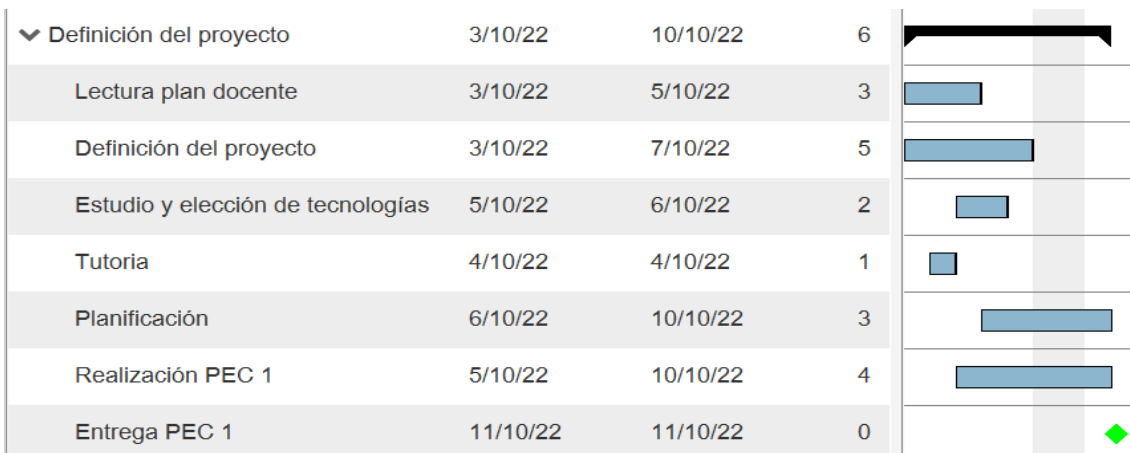 Definición del proyecto 3/10/22 10/10/22 6
Lectura plan docente 3/10/22 5/10/22 3
Definición del proyecto 3/10/22 7/10/22 5
Estudio y elección de tecnologías 5/10/22 6/10/22 2
Tutoria 4/10/22 4/10/22 1
Planificación 6/10/22 10/10/22 3
Realización PEC 1 5/10/22 10/10/22 4
Entrega PEC 1 11/10/22 11/10/22 0